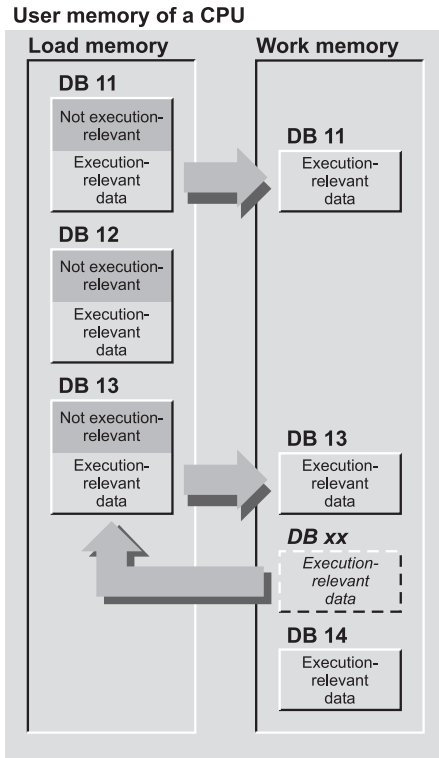 User memory of a CPU
Load memory
DB 11
Not execution-
relevant
Execution-
relevant
data
DB 12
Not execution-
relevant
Execution-
relevant
data
DB 13
Not execution-
relevant
Execution-
relevant
data
Work memory
DB 11
Execution-
relevant
data
DB 13
Execution-
relevant
data
DB xx
Execution-
relevant
data
DB 14
Execution-
relevant
data